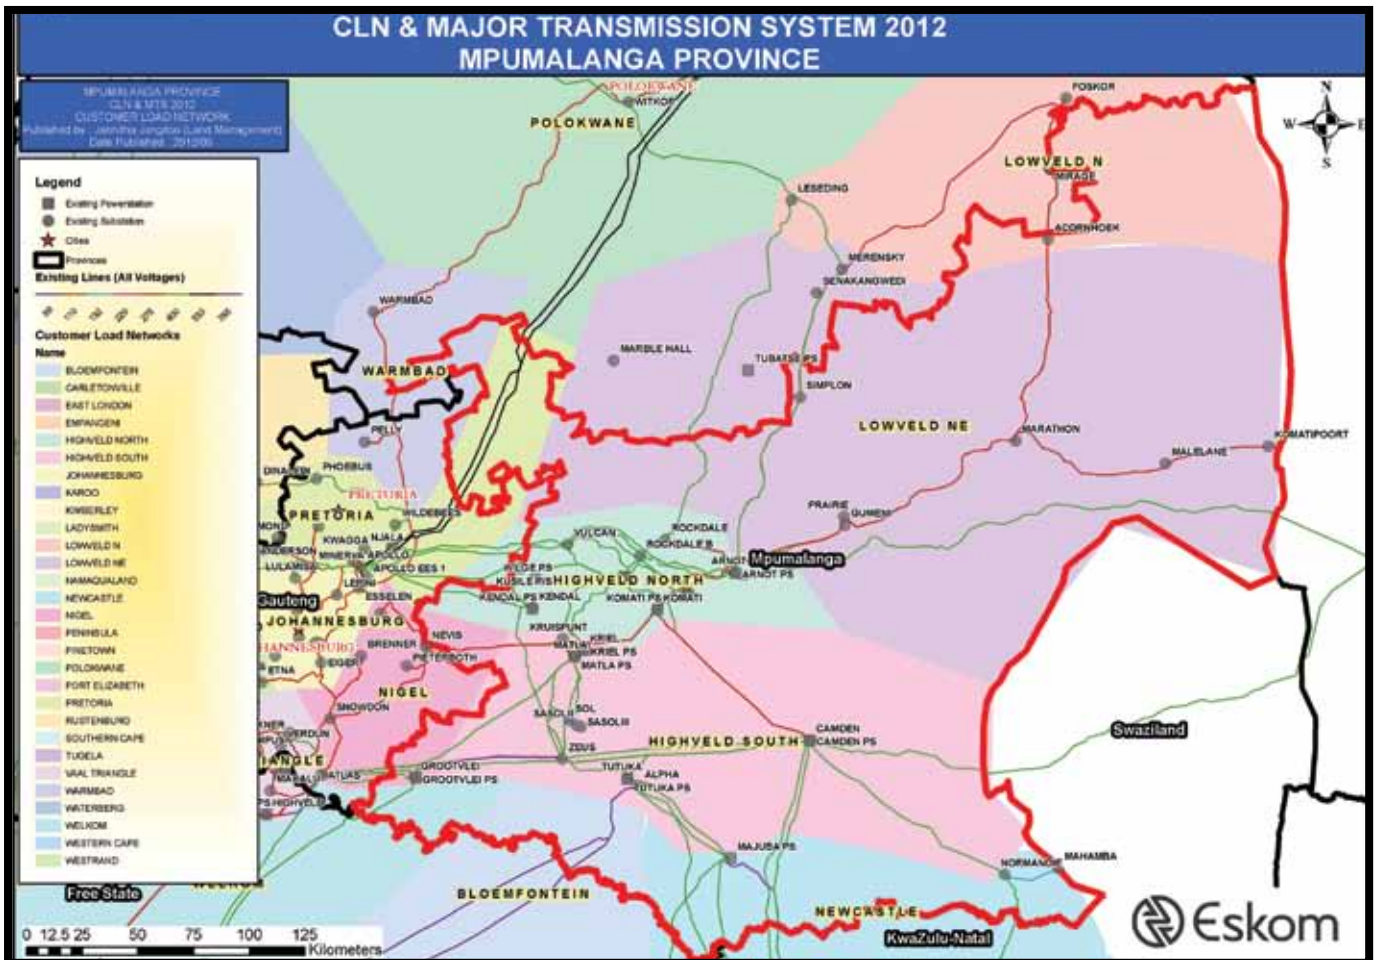 CLN & MAJOR TRANSMISSION SYSTEM 2012
MPUMALANGA PROVINCE
MPUMALANGA PROVINCE
CLN & MTS 2012
CUSTOMER LOAD NETWORK
Legend
Existing Powerstation
Existing Substation
Cities
Provinces
Existing Lines (All Voltages)
Customer Load Networks
Name
BLOEMFONTEIN
CARLETONVILLE
EAST LONDON
EMPANGENI
HIGHVELD NORTH
HIGHVELD SOUTH
JOHANNESBURG
KAROO
KIMBERLEY
LADYSMITH
LOWVELD N
LOWVELD NE
NAMAQUALAND
NEWCASTLE
NIGEL
PENINSULA
PINETOWN
POLOKWANE
PORT ELIZABETH
PRETORIA
RUSTENBURG
SOUTHERN CAPE
TUGELA
VAAL TRIANGLE
WARMBAD
WATERBERG
WELKOM
WESTERN CAPE
WESTRAND
0 12.5 25 50 75 100 125
Kilometers
N
W E
S
POLOKWANE
WITKOP
POLOKWANE
FOSKOR
LOWVELD N
MIRAGE
LESEDING
ACORNHOEK
MERENSKY
SENAKANGWEDI
WARMBAD
MARBLE HALL
TUBATSE PS
WARMBAD
SIMPLON
PELLY
LOWVELD NE
MARATHON
KOMATIPOORT
MALELANE
PHOEBUS
PRETORIA
PRETORIA
WILDEBEES
PRAIRIE
GUMENI
ROCKDALE
VULCAN
ROCKDALE B
KWAGGA
NJALA
MINERVA
APOLLO
Mpumalanga
LULAMISA
APOLLO EES 1
ARNOT PS
HIGHVELD NORTH
LEPINI
ESSELEN
Gauteng
KENDAL PS
KENDAL
KOMATI PS
KOMATI
JOHANNESBURG
KRUISPUNT
KRIEL
BRENNER
NEVIS
KRIEL PS
PIETERBOTH
MATLA PS
EIGER
ETNA
NIGEL
SNOWDON
SOL
SASOL II
SASOL III
CAMDEN
HIGHVELD SOUTH
CAMDEN PS
Swaziland
ZEUS
GROOTVLEI
GROOTVLEI PS
TUTUKA
ALPHA
TUTUKA PS
MAJUBA PS
NORMANDIE
MAHAMBA
Free State
BLOEMFONTEIN
NEWCASTLE
KwaZulu-Natal
Eskom